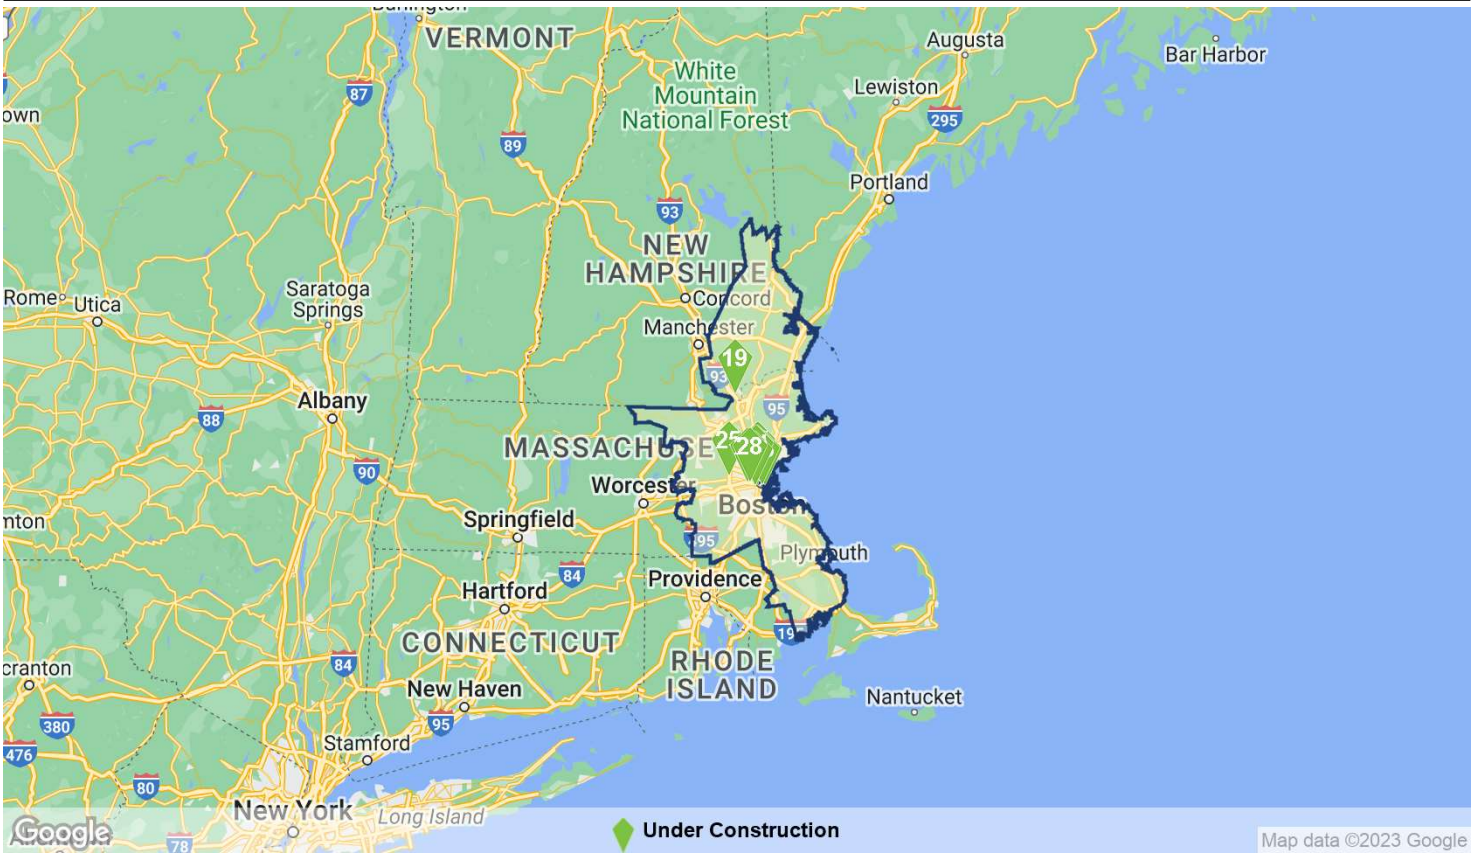 VERMONT
Augusta
Bar Harbor
White
Mountain
National Forest
Lewiston
87
295
own
89
Portland
93
NEW
HAMPSHIRE
Saratoga
Springs
Rome
Utica
Concord
Manchester
19
93
Albany
95
88
25
28
MASSACHUSE
90
Worcester
Boston
Springfield
Plymouth
84
Providence
Hartford
CONNECTICUT
84
RHODE
ISLAND
cranton
New Haven
Nantucket
95
380
Stamford
476
80
New York
Long Island
Under Construction
Google
78
Map data ©2023 Google